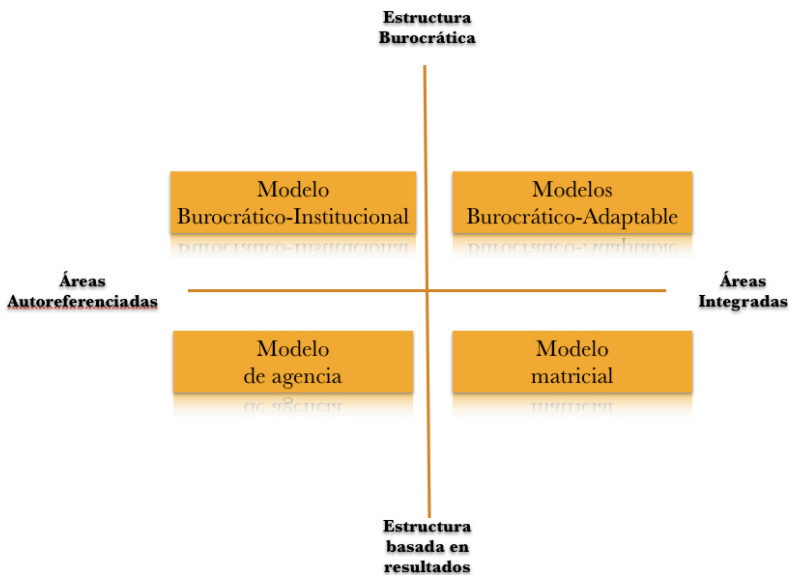 Estructura
Burocrática
Modelo
Burocrático-Institucional
Modelos
Burocrático-Adaptable
Áreas
Autoreferenciadas
Áreas
Integradas
Modelo
de agencia
Modelo
matricial
Estructura
basada en
resultados